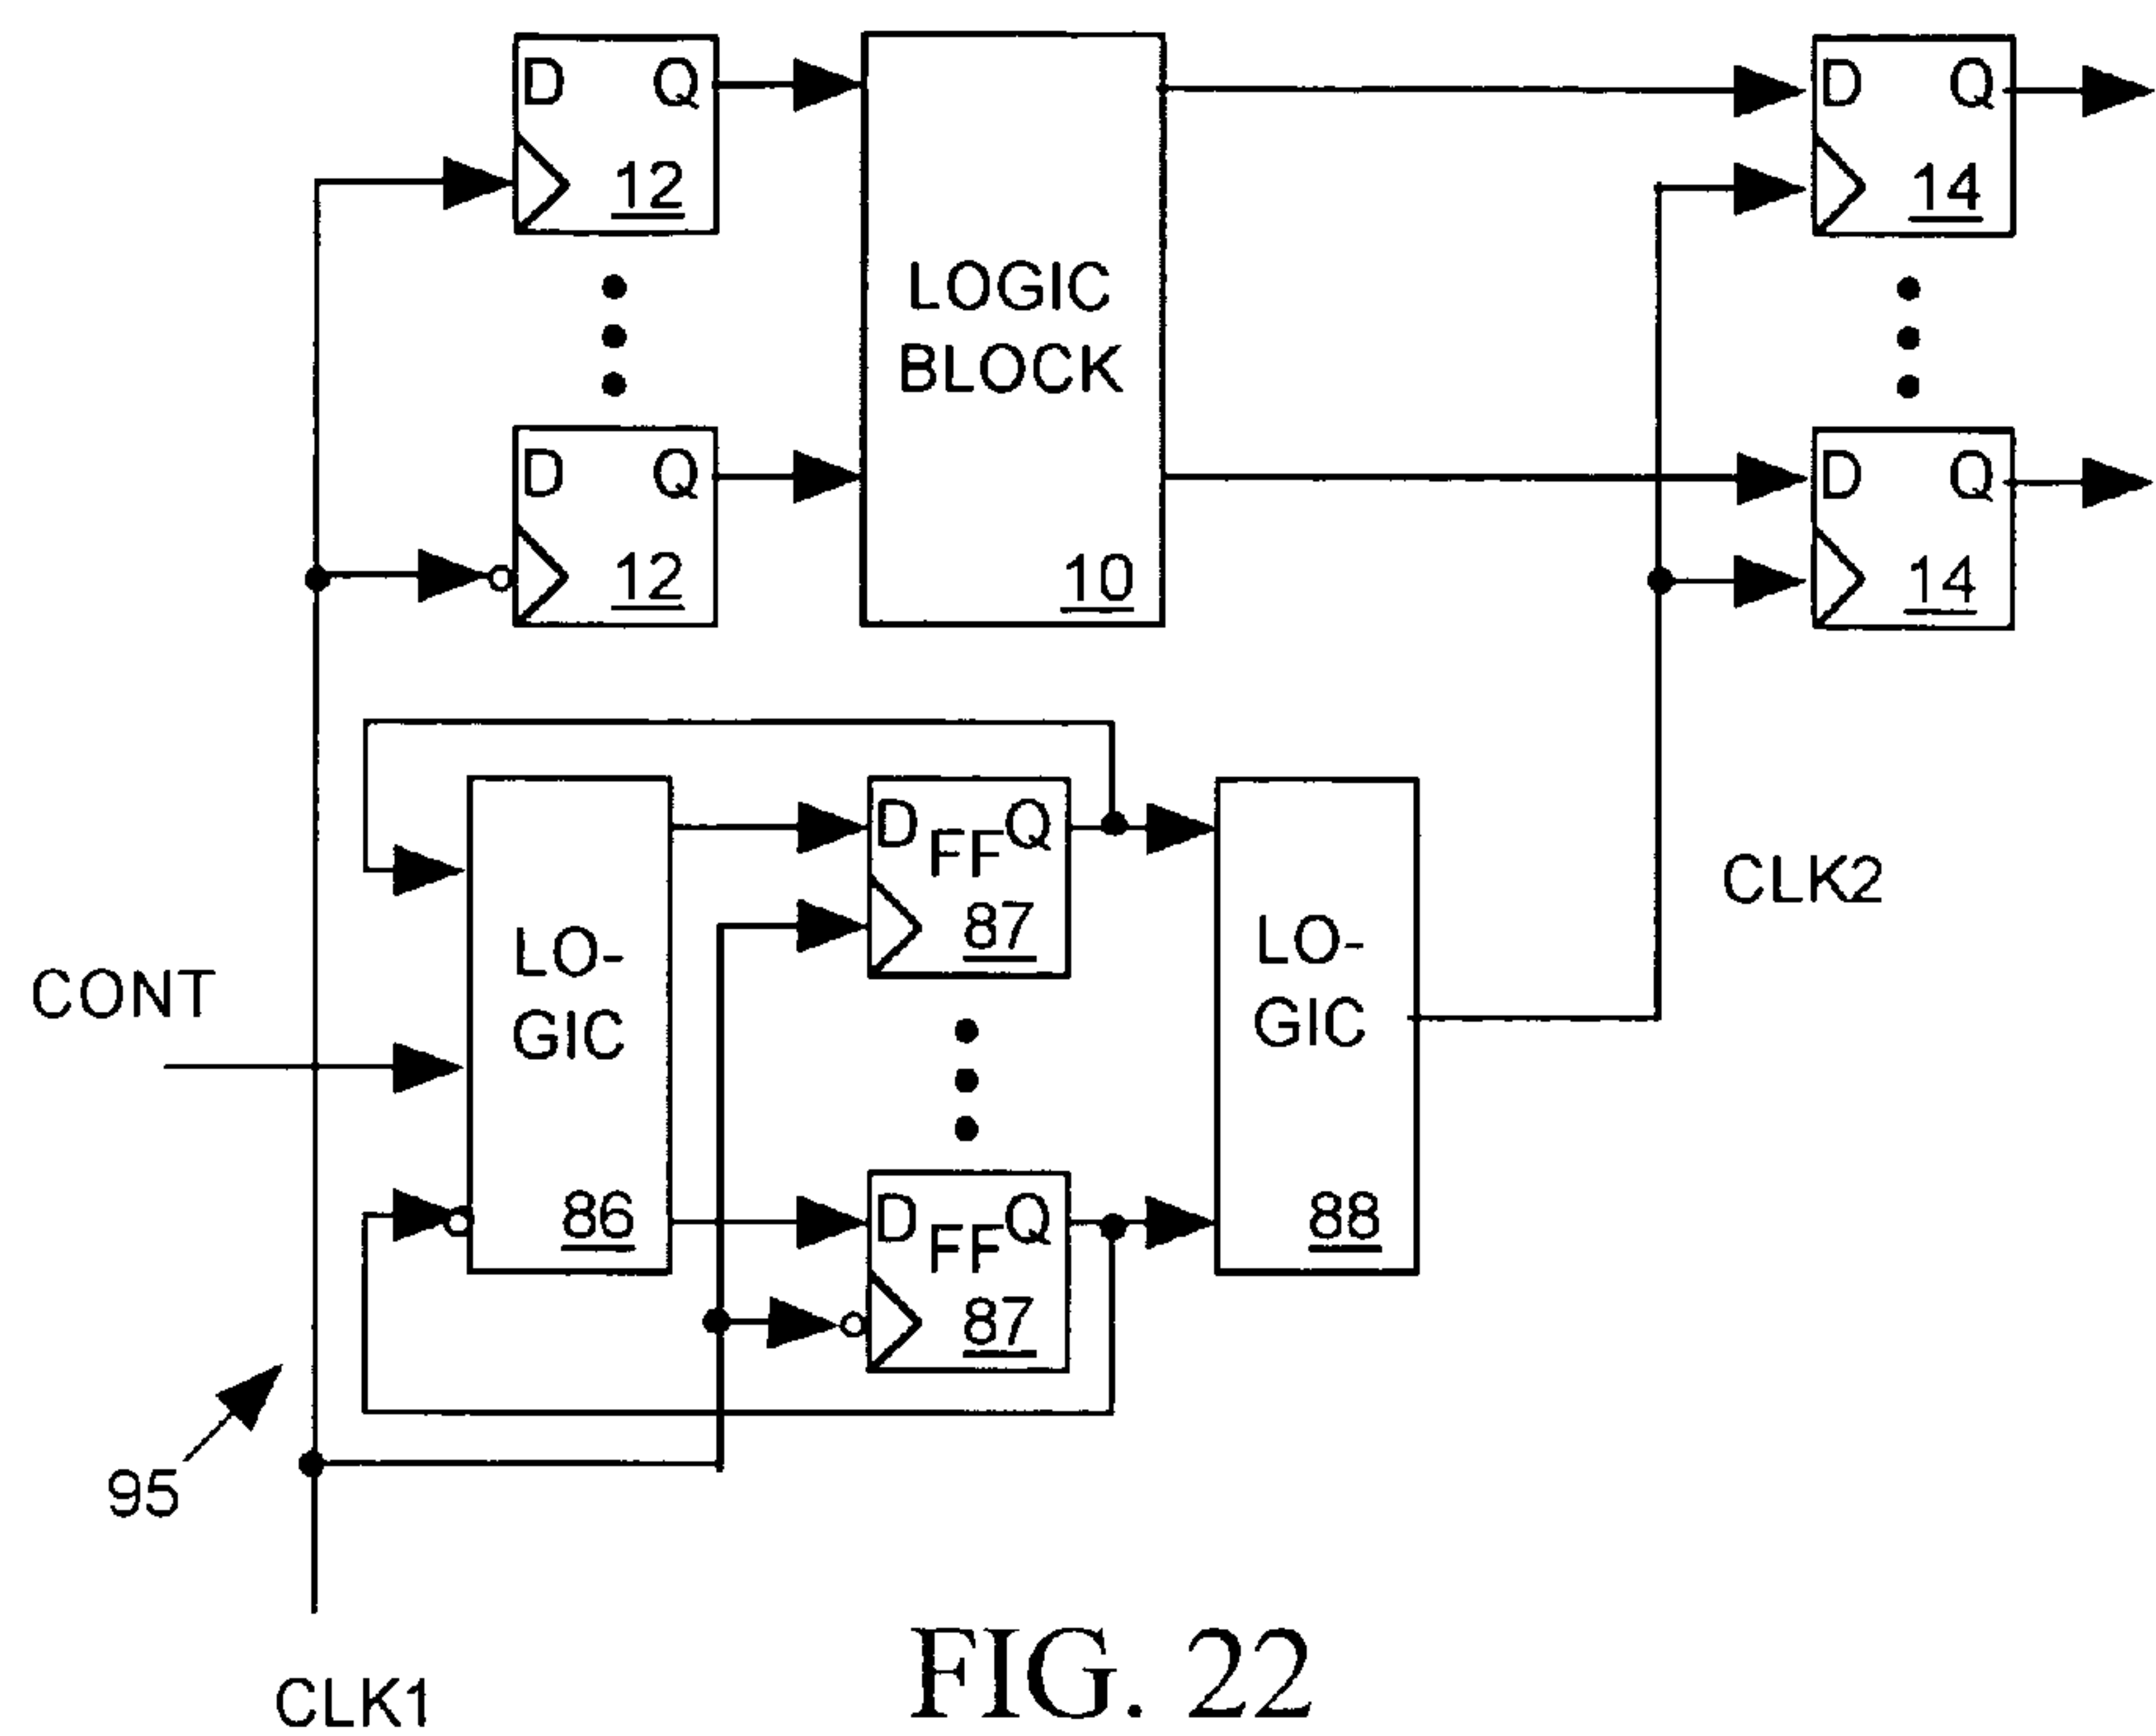 D Q
12
D Q
12
LOGIC
BLOCK
10
D Q
14
D Q
14
CONT
LO-
GIC
86
D FF Q
87
D FF Q
87
LO-
GIC
88
CLK2
95
CLK1
FIG. 22